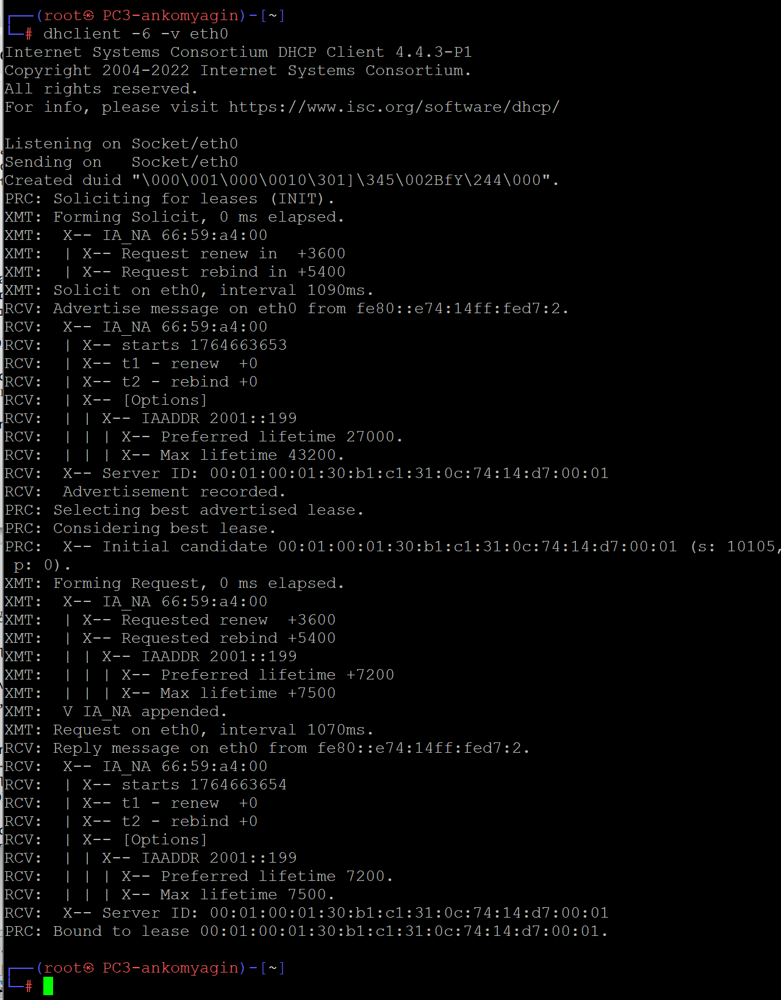 ┌──(root㉿ PC3-ankomyagin)-[~]
└─# dhclient -6 -v eth0
Internet Systems Consortium DHCP Client 4.4.3-P1
Copyright 2004-2022 Internet Systems Consortium.
All rights reserved.
For info, please visit https://www.isc.org/software/dhcp/

Listening on Socket/eth0
Sending on   Socket/eth0
Created duid "\000\001\000\0010\301]\345\002BfY\244\000".
PRC: Soliciting for leases (INIT).
XMT: Forming Solicit, 0 ms elapsed.
XMT:  X-- IA_NA 66:59:a4:00
XMT:  | X-- Request renew in  +3600
XMT:  | X-- Request rebind in +5400
XMT: Solicit on eth0, interval 1090ms.
RCV: Advertise message on eth0 from fe80::e74:14ff:fed7:2.
RCV:  X-- IA_NA 66:59:a4:00
RCV:  | X-- starts 1764663653
RCV:  | X-- t1 - renew  +0
RCV:  | X-- t2 - rebind +0
RCV:  | X-- [Options]
RCV:  | | X-- IAADDR 2001::199
RCV:  | | | X-- Preferred lifetime 27000.
RCV:  | | | X-- Max lifetime 43200.
RCV:  X-- Server ID: 00:01:00:01:30:b1:c1:31:0c:74:14:d7:00:01
RCV:  Advertisement recorded.
PRC: Selecting best advertised lease.
PRC: Considering best lease.
PRC:  X-- Initial candidate 00:01:00:01:30:b1:c1:31:0c:74:14:d7:00:01 (s: 10105,
 p: 0).
XMT: Forming Request, 0 ms elapsed.
XMT:  X-- IA_NA 66:59:a4:00
XMT:  | X-- Requested renew  +3600
XMT:  | X-- Requested rebind +5400
XMT:  | | X-- IAADDR 2001::199
XMT:  | | | X-- Preferred lifetime +7200
XMT:  | | | X-- Max lifetime +7500
XMT:  V IA_NA appended.
XMT: Request on eth0, interval 1070ms.
RCV: Reply message on eth0 from fe80::e74:14ff:fed7:2.
RCV:  X-- IA_NA 66:59:a4:00
RCV:  | X-- starts 1764663654
RCV:  | X-- t1 - renew  +0
RCV:  | X-- t2 - rebind +0
RCV:  | X-- [Options]
RCV:  | | X-- IAADDR 2001::199
RCV:  | | | X-- Preferred lifetime 7200.
RCV:  | | | X-- Max lifetime 7500.
RCV:  X-- Server ID: 00:01:00:01:30:b1:c1:31:0c:74:14:d7:00:01
PRC: Bound to lease 00:01:00:01:30:b1:c1:31:0c:74:14:d7:00:01.

┌──(root㉿ PC3-ankomyagin)-[~]
└─#